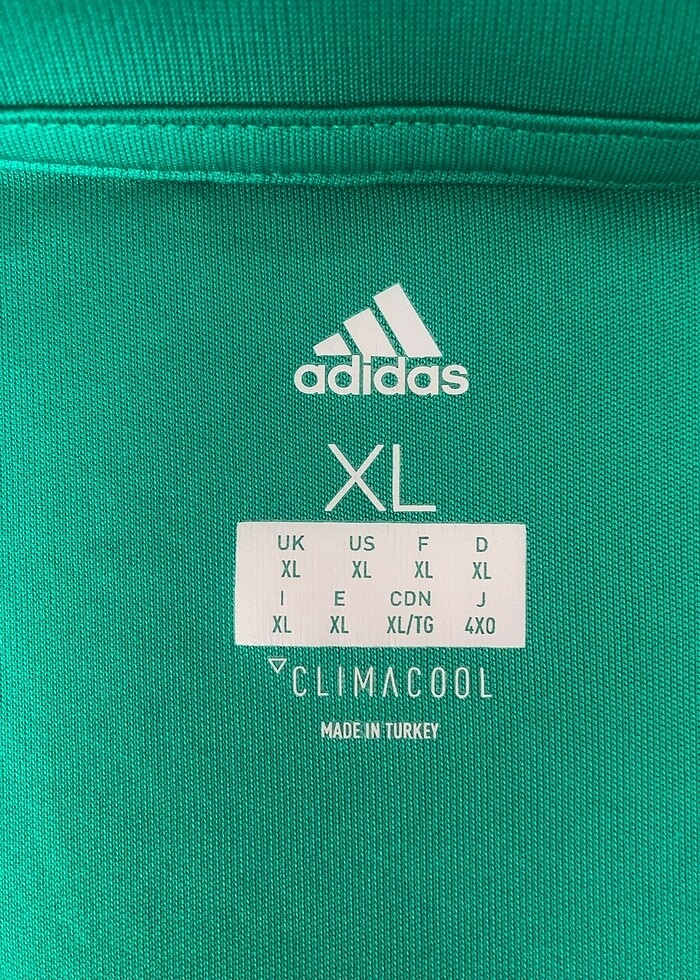 adidas
XL
UK US F D
XL XL XL XL
I E CDN J
XL XL XL/TG 4XO
CLIMACOOL
MADE IN TURKEY